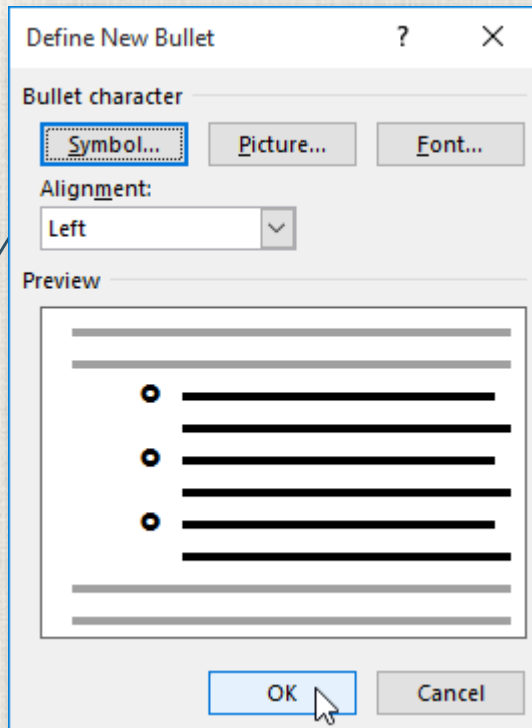 Define New Bullet ? ✕
Bullet character
Symbol... Picture... Font...
Alignment:
Left
Preview
OK Cancel